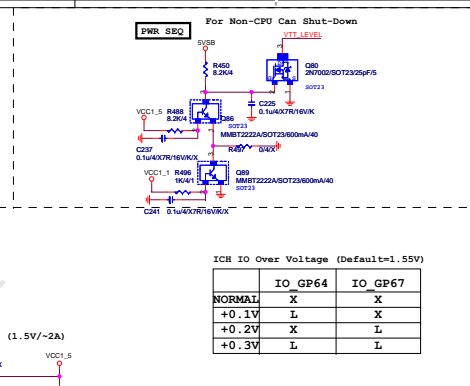 For Non-CPU Can Shut-Down
PWR SEQ
VTT_LEVEL
5VSB
R450
8.2K/4
Q80
2N7002/SOT23/25pF/5
SOT23
VCC1_5
R488
8.2K/4
C225
0.1u/4/X7R/16V/K
Q86
SOT23
MMBT2222A/SOT23/600mA/40
C237
0.1u/4/X7R/16V/K/X
R497
0/4/X
VCC1_1
R496
1K/4/1
Q89
MMBT2222A/SOT23/600mA/40
SOT23
C241 0.1u/4/X7R/16V/K/X
ICH IO Over Voltage (Default=1.55V)
IO_GP64 IO_GP67
NORMAL X X
+0.1V L X
+0.2V X L
+0.3V L L
(1.5V/~2A)
VCC1_5